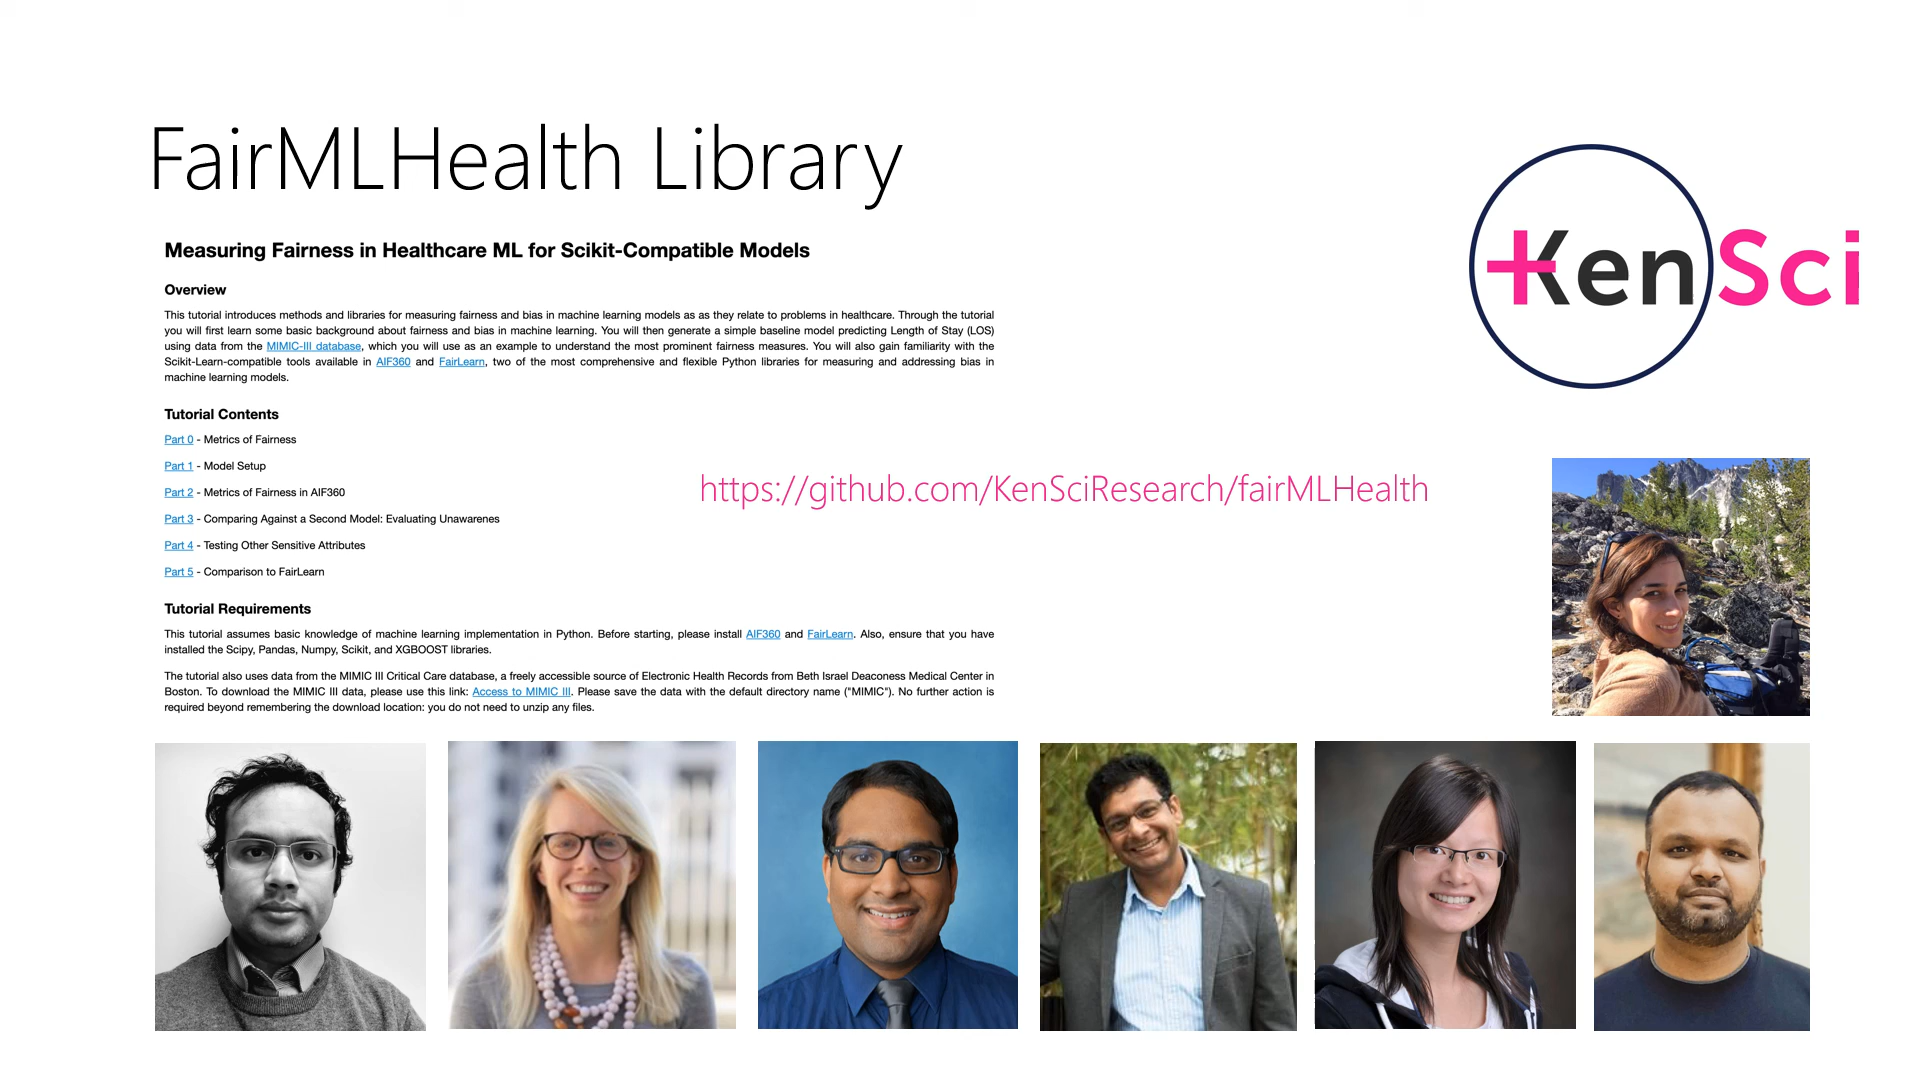 FairMLHealth Library
KenSci
Measuring Fairness in Healthcare ML for Scikit-Compatible Models
Overview
This tutorial introduces methods and libraries for measuring fairness and bias in machine learning models as as they relate to problems in healthcare. Through the tutorial
you will first learn some basic background about fairness and bias in machine learning. You will then generate a simple baseline model predicting Length of Stay (LOS)
using data from the MIMIC-III database, which you will use as an example to understand the most prominent fairness measures. You will also gain familiarity with the
Scikit-Learn-compatible tools available in AIF360 and FairLearn, two of the most comprehensive and flexible Python libraries for measuring and addressing bias in
machine learning models.
Tutorial Contents
Part 0 - Metrics of Fairness
Part 1 - Model Setup
Part 2 - Metrics of Fairness in AIF360
https://github.com/KenSciResearch/fairMLHealth
Part 3 - Comparing Against a Second Model: Evaluating Unawarenes
Part 4 - Testing Other Sensitive Attributes
Part 5 - Comparison to FairLearn
Tutorial Requirements
This tutorial assumes basic knowledge of machine learning implementation in Python. Before starting, please install AIF360 and FairLearn. Also, ensure that you have
installed the Scipy, Pandas, Numpy, Scikit, and XGBOOST libraries.
The tutorial also uses data from the MIMIC III Critical Care database, a freely accessible source of Electronic Health Records from Beth Israel Deaconess Medical Center in
Boston. To download the MIMIC III data, please use this link: Access to MIMIC III. Please save the data with the default directory name ("MIMIC"). No further action is
required beyond remembering the download location: you do not need to unzip any files.